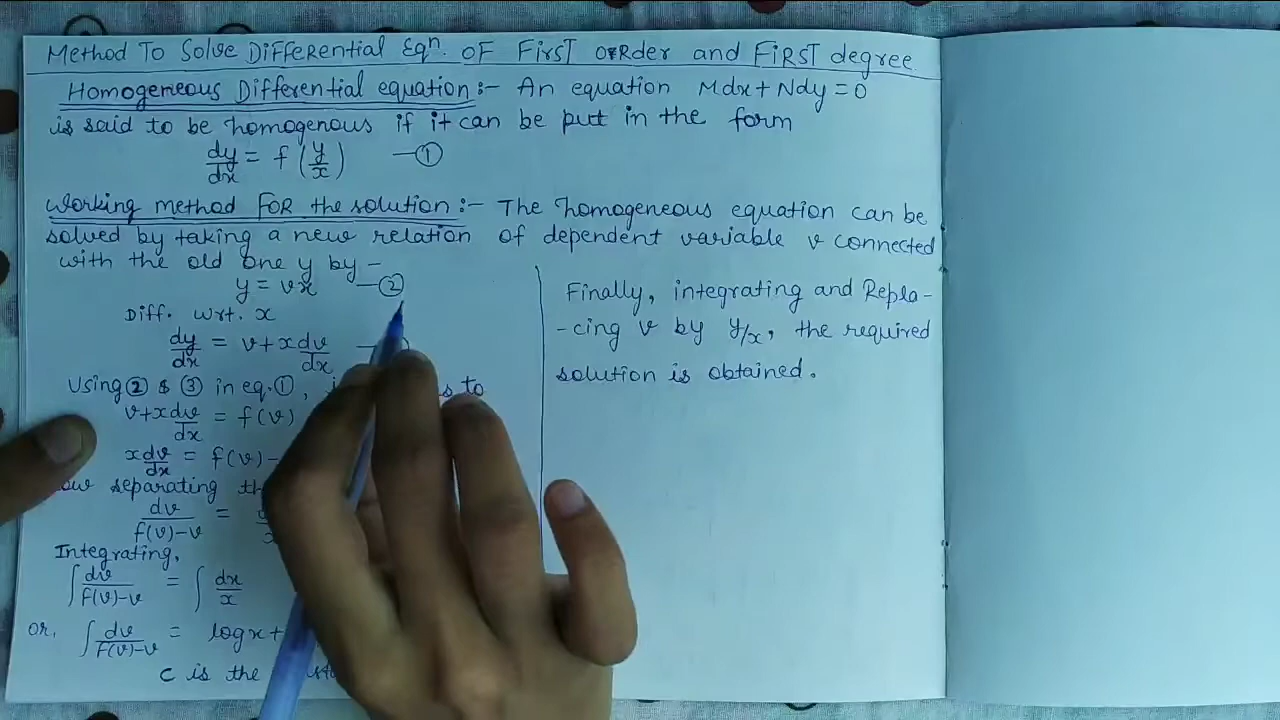 Method To Solve Differential Eqn. OF First oRder and First degree
Homogeneous Differential equation :- An equation Mdx + Ndy = 0
is said to be homogenous if it can be put in the form
dy/dx = f(y/x) —①
Working method FOR the solution :- The homogeneous equation can be
solved by taking a new relation of dependent variable v connected
with the old one y by -
y = vx —②
Diff. wrt. x
dy/dx = v + x dv/dx —
Using ② & ③ in eq. ①, to
v + x dv/dx = f(v)
x dv/dx = f(v) -
separating
dv/f(v)-v =
Integrating,
∫ dv/f(v)-v = ∫ dx/x
or, ∫ dv/f(v)-v = log x +
c is the
Finally, integrating and Repla-
-cing v by y/x, the required
solution is obtained.